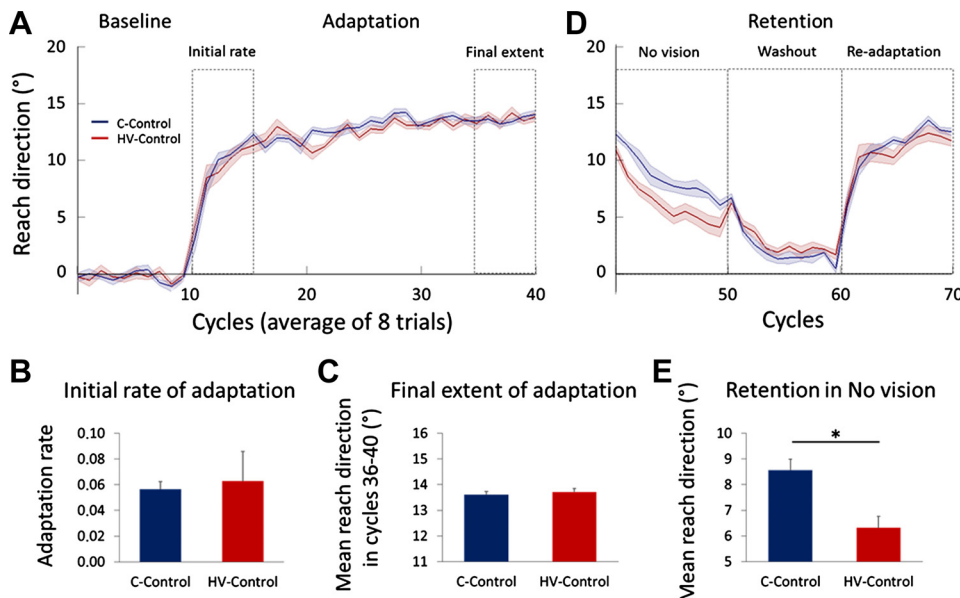 A
Baseline
Adaptation
Initial rate
Final extent
C-Control
HV-Control
Reach direction (°)
20
15
10
5
0
10
20
30
40
Cycles (average of 8 trials)
D
Retention
No vision
Washout
Re-adaptation
20
15
10
5
0
50
60
70
Cycles
B
Initial rate of adaptation
Adaptation rate
0.10
0.08
0.06
0.04
0.02
0.00
C-Control
HV-Control
C
Final extent of adaptation
Mean reach direction
in cycles 36-40 (°)
16
15
14
13
12
11
C-Control
HV-Control
E
Retention in No vision
Mean reach direction (°)
10
9
8
7
6
5
*
C-Control
HV-Control